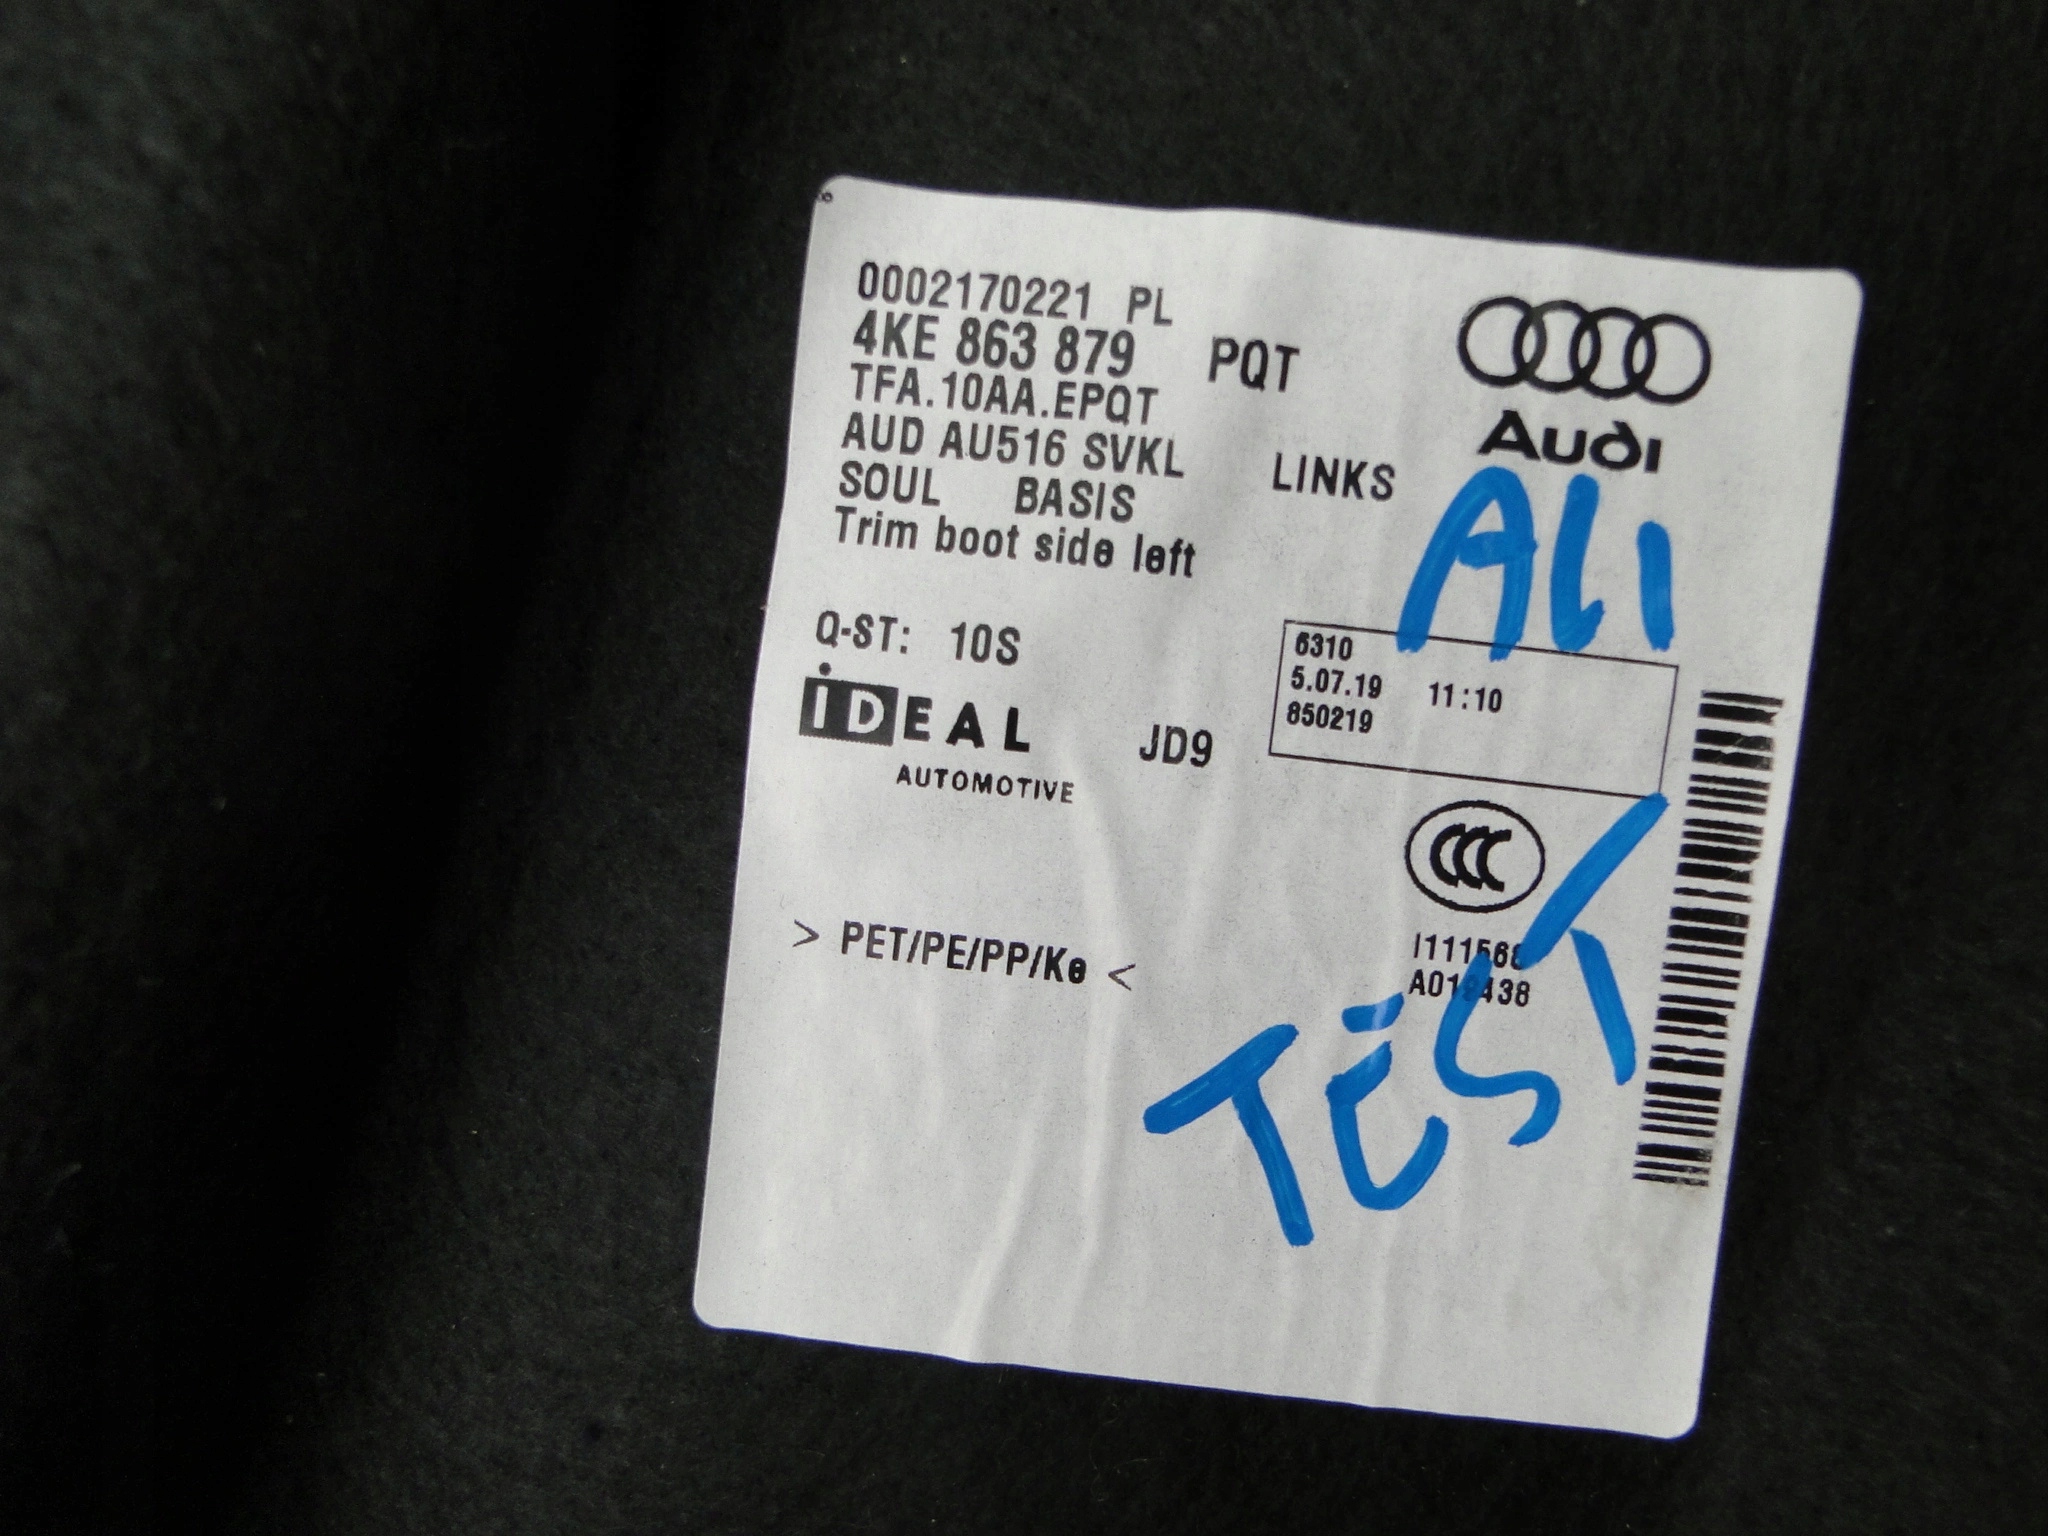 0002170221 PL
4KE 863 879 PQT
TFA.10AA.EPQT
AUD AU516 SVKL LINKS
SOUL BASIS
Trim boot side left
Audi
ALI
Q-ST: 10S
iDEAL
AUTOMOTIVE
JD9
6310
5.07.19 11:10
850219
CCC
> PET/PE/PP/Ke <
TEST